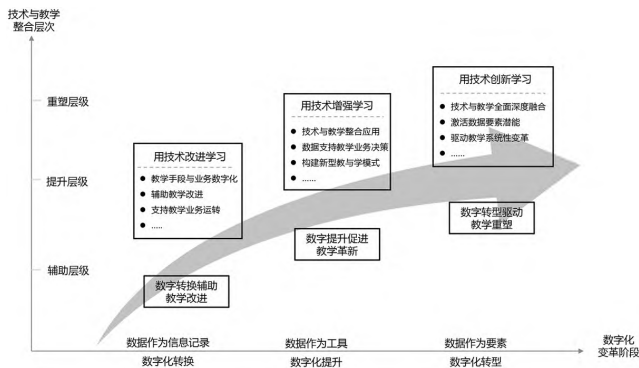 技术与教学
整合层次
重塑层级
提升层级
辅助层级
用技术改进学习
● 教学手段与业务数字化
● 辅助教学改进
● 支持教学业务运转
● .....
用技术增强学习
● 技术与教学整合应用
● 数据支持教学业务决策
● 构建新型教与学模式
● ......
用技术创新学习
● 技术与教学全面深度融合
● 激活数据要素潜能
● 驱动教学系统性变革
● ......
数字转换辅助
教学改进
数字提升促进
教学革新
数字转型驱动
教学重塑
数据作为信息记录
数字化转换
数据作为工具
数字化提升
数据作为要素
数字化转型
数字化
变革阶段